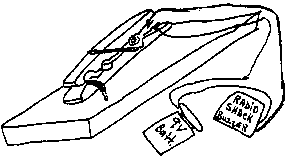 9V
Batt.
RADIO
SHACK
BUZZER